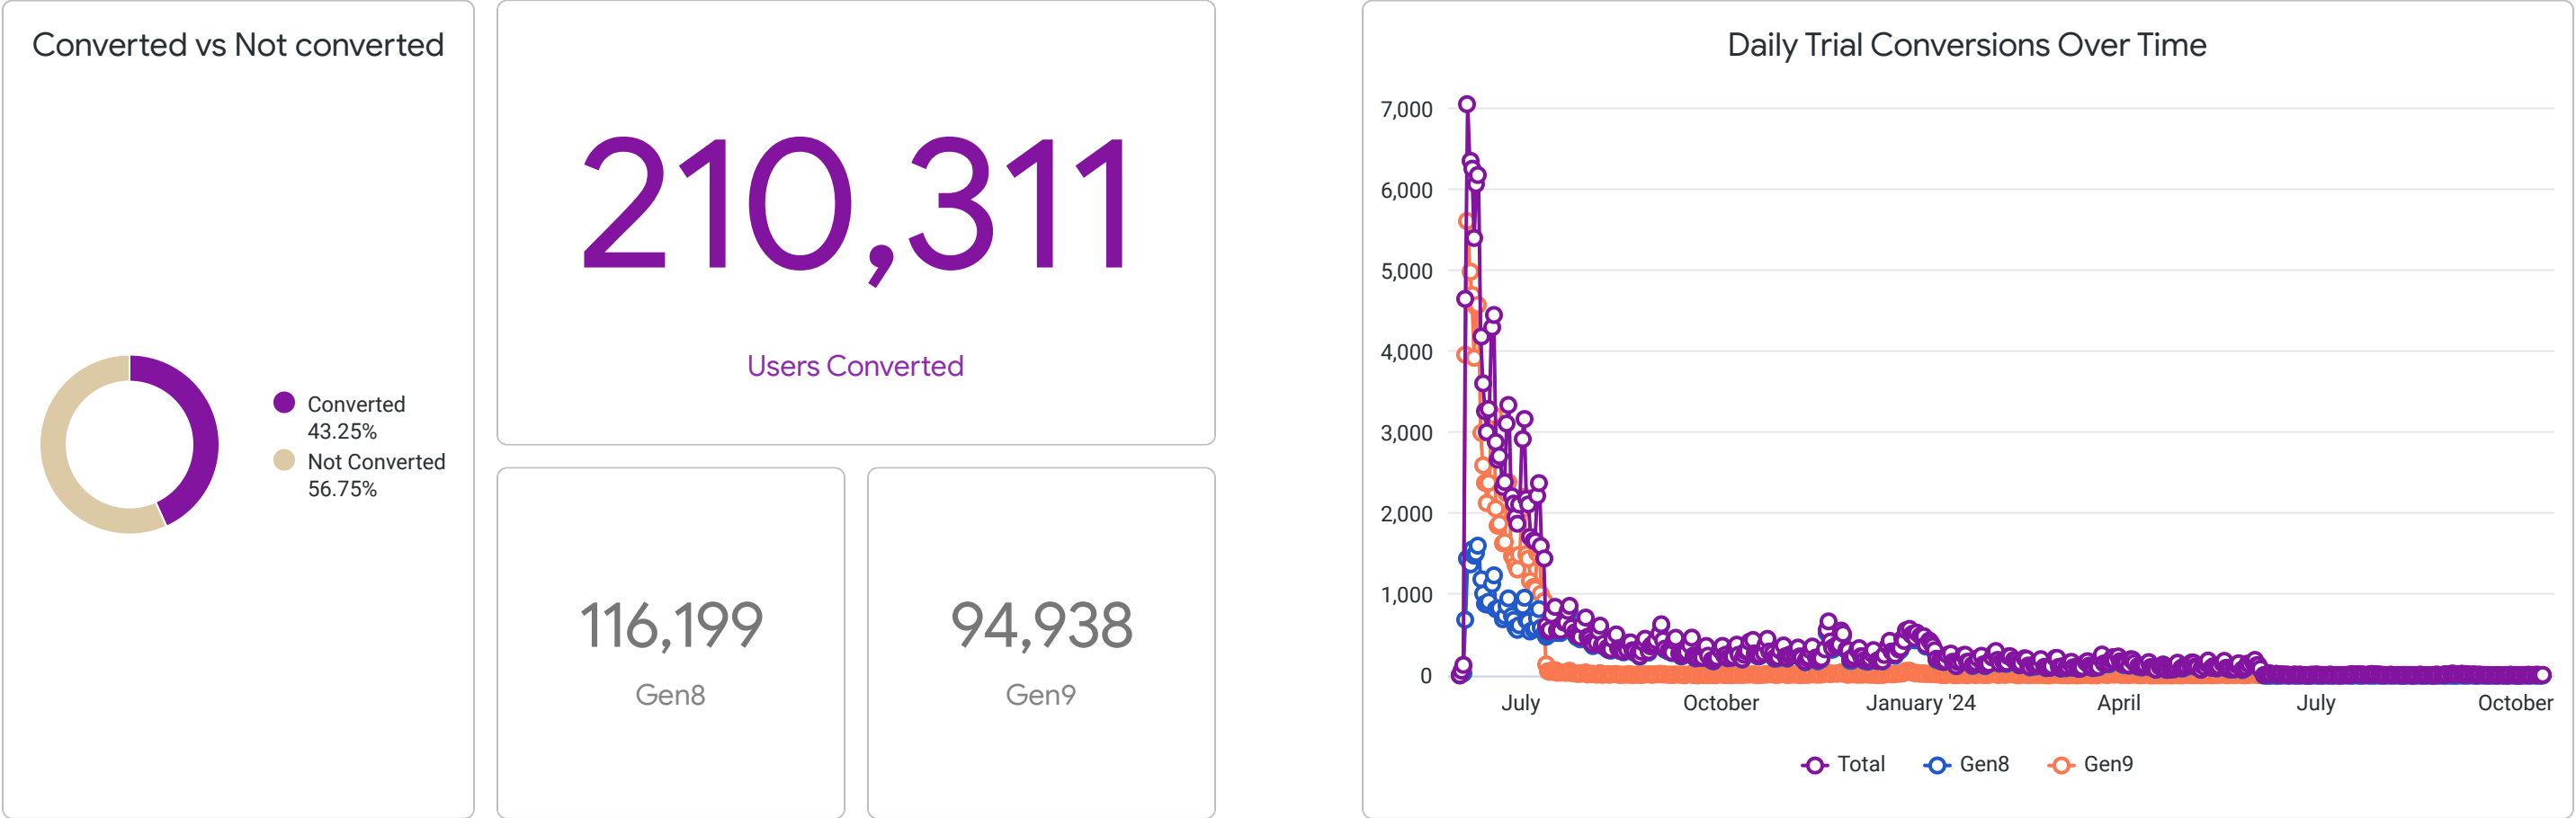 Converted vs Not converted
Converted
43.25%
Not Converted
56.75%
210,311
Users Converted
116,199
Gen8
94,938
Gen9
Daily Trial Conversions Over Time
7,000
6,000
5,000
4,000
3,000
2,000
1,000
0
July October January '24 April July October
Total Gen8 Gen9